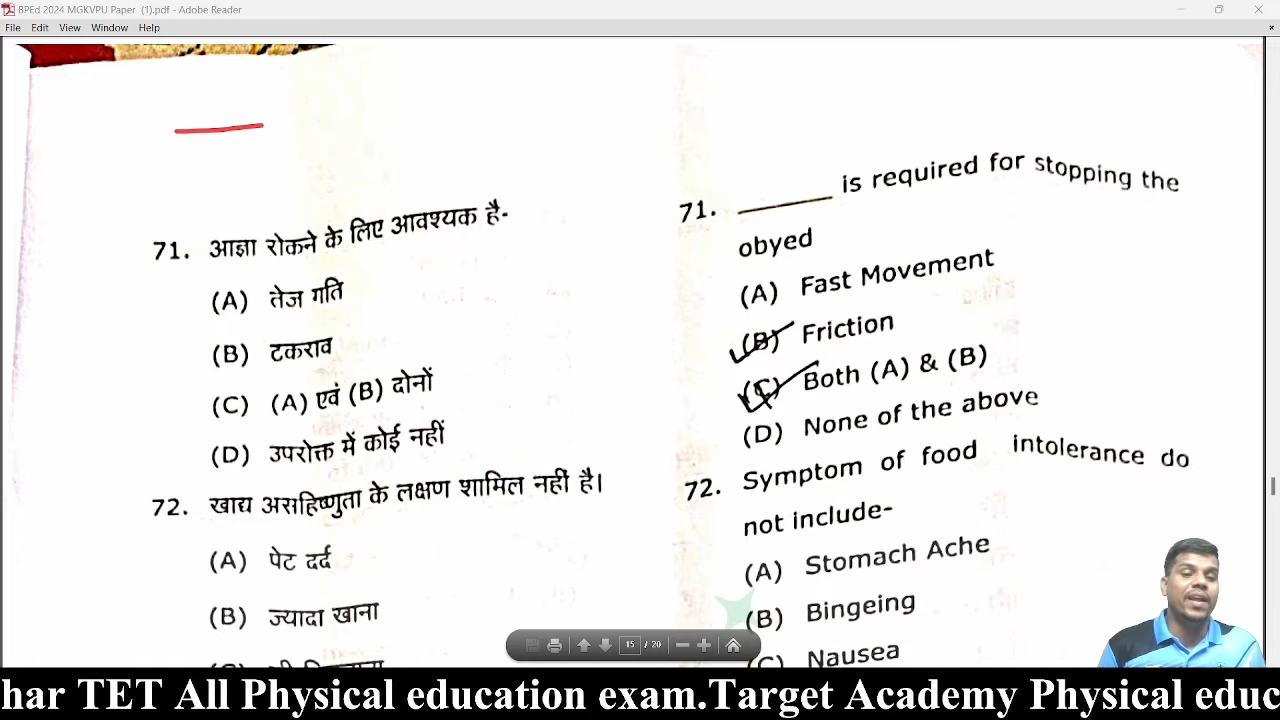 BPEd 2024 MGKVPU Paper (1).pdf - Adobe Reader
File Edit View Window Help
71. आज्ञा रोकने के लिए आवश्यक है-
(A) तेज गति
(B) टकराव
(C) (A) एवं (B) दोनों
(D) उपरोक्त में कोई नहीं
72. खाद्य असहिष्णुता के लक्षण शामिल नहीं है।
(A) पेट दर्द
(B) ज्यादा खाना
71. ________ is required for stopping the
obyed
(A) Fast Movement
(B) Friction
(C) Both (A) & (B)
(D) None of the above
72. Symptom of food intolerance do
not include-
(A) Stomach Ache
(B) Bingeing
(C) Nausea
15 / 20
har TET All Physical education exam.Target Academy Physical educ